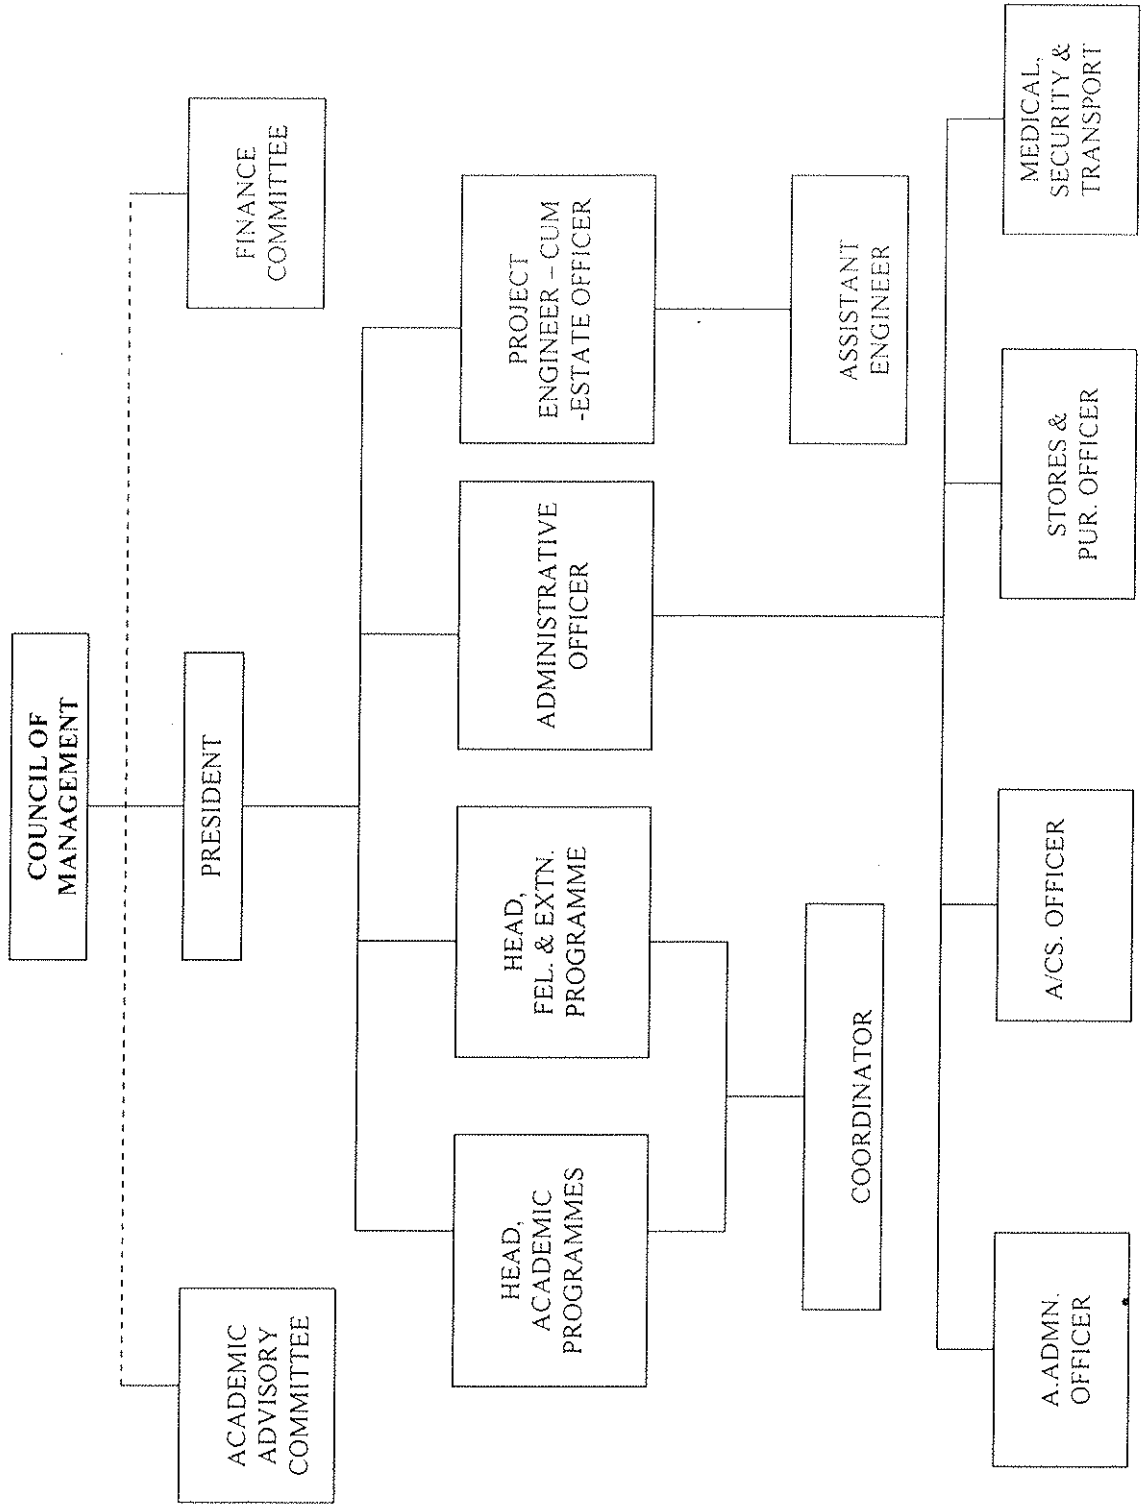 COUNCIL OF
MANAGEMENT
ACADEMIC
ADVISORY
COMMITTEE
PRESIDENT
FINANCE
COMMITTEE
HEAD,
ACADEMIC
PROGRAMMES
HEAD,
FEL. & EXTN.
PROGRAMME
ADMINISTRATIVE
OFFICER
PROJECT
ENGINEER – CUM
-ESTATE OFFICER
COORDINATOR
ASSISTANT
ENGINEER
A.ADMN.
OFFICER
A/CS. OFFICER
STORES &
PUR. OFFICER
MEDICAL,
SECURITY &
TRANSPORT